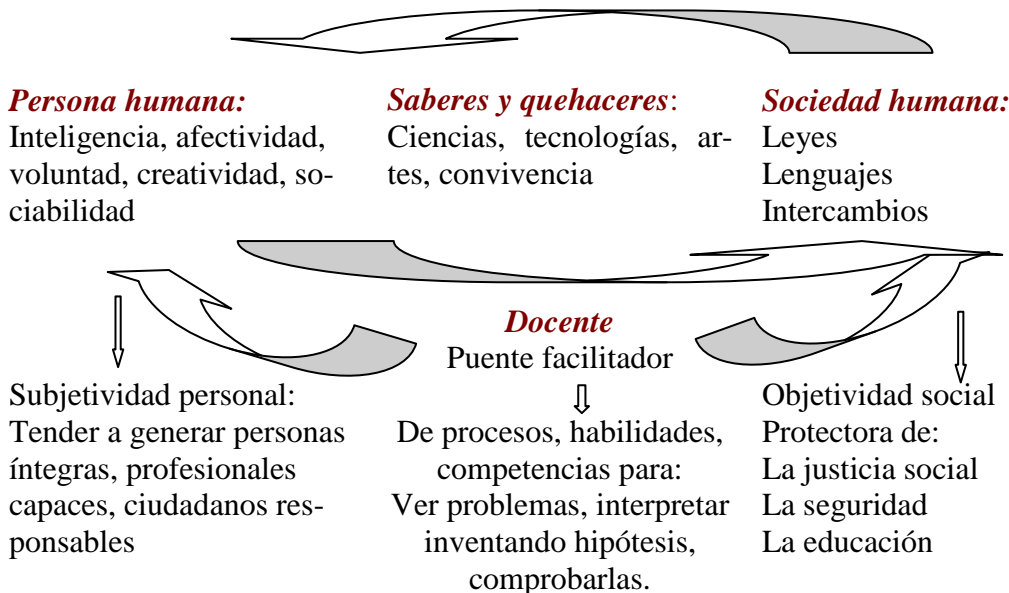 Persona humana:
Inteligencia, afectividad,
voluntad, creatividad, so-
ciabilidad
Saberes y quehaceres:
Ciencias, tecnologías, ar-
tes, convivencia
Sociedad humana:
Leyes
Lenguajes
Intercambios
Docente
Puente facilitador
Subjetividad personal:
Tender a generar personas
íntegras, profesionales
capaces, ciudadanos res-
ponsables
De procesos, habilidades,
competencias para:
Ver problemas, interpretar
inventando hipótesis,
comprobarlas.
Objetividad social
Protectora de:
La justicia social
La seguridad
La educación